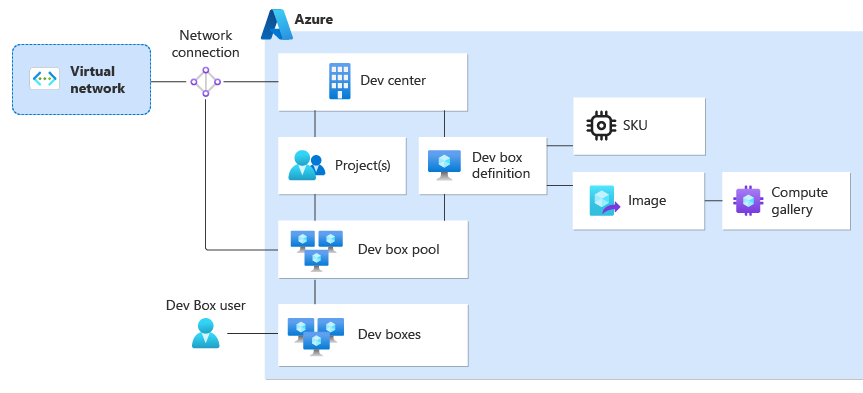 Azure
Network
connection
Virtual
network
Dev center
SKU
Project(s)
Dev box
definition
Image
Compute
gallery
Dev box pool
Dev Box user
Dev boxes